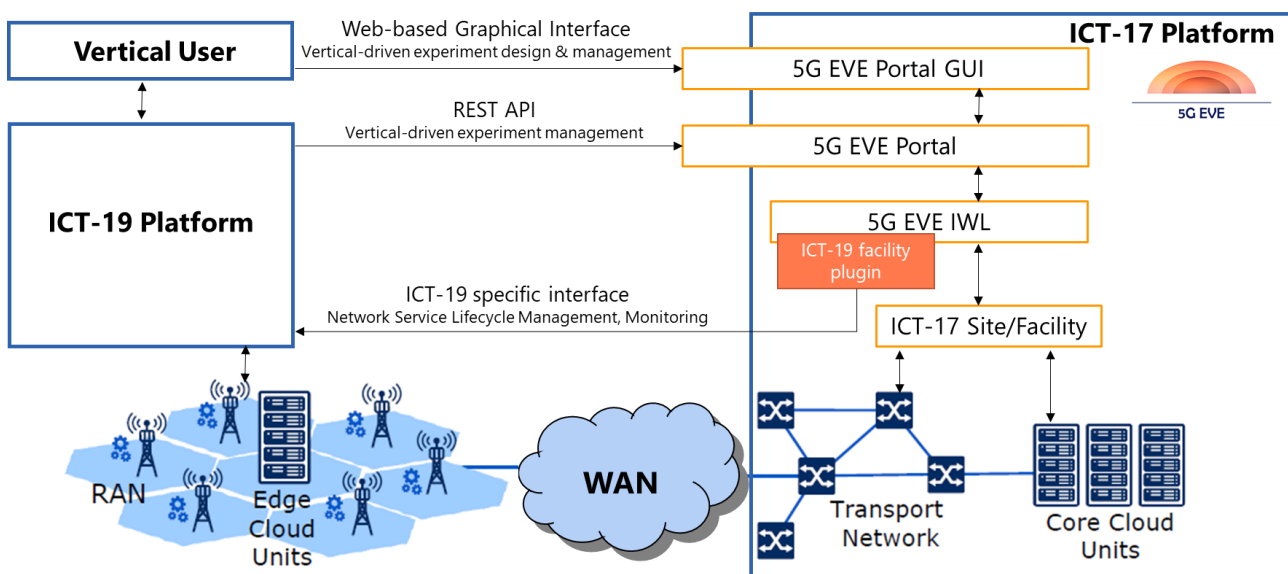 Web-based Graphical Interface
Vertical-driven experiment design & management
Vertical User
ICT-17 Platform
5G EVE Portal GUI
5G EVE
REST API
Vertical-driven experiment management
5G EVE Portal
ICT-19 Platform
5G EVE IWL
ICT-19 facility
plugin
ICT-19 specific interface
Network Service Lifecycle Management, Monitoring
ICT-17 Site/Facility
RAN
Edge
Cloud
Units
WAN
Transport
Network
Core Cloud
Units